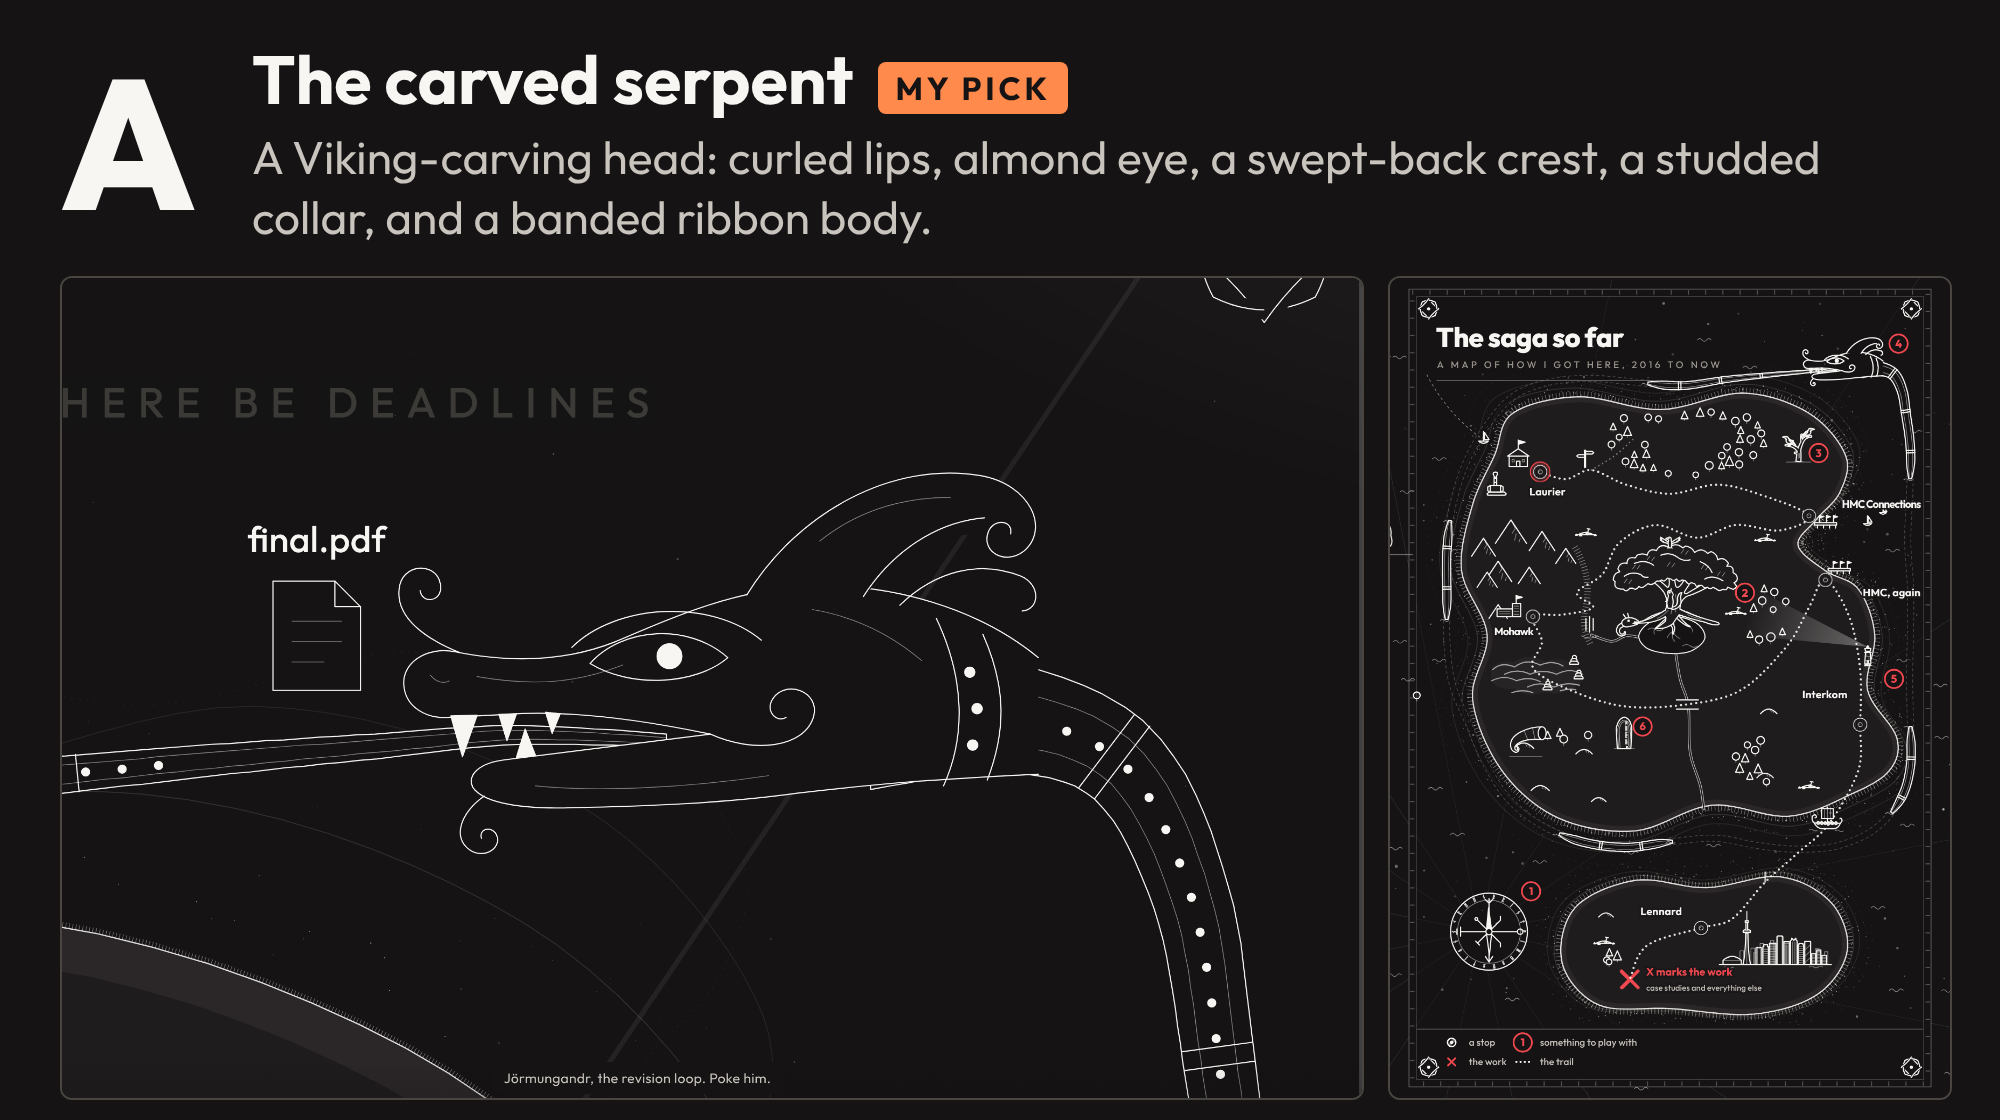 A
The carved serpent
MY PICK
A Viking-carving head: curled lips, almond eye, a swept-back crest, a studded
collar, and a banded ribbon body.
HERE BE DEADLINES
final.pdf
Jörmungandr, the revision loop. Poke him.
The saga so far
A MAP OF HOW I GOT HERE, 2016 TO NOW
4
3
Laurier
HMC Connections
2
HMC, again
Mohawk
5
Interkom
6
1
Lennard
X marks the work
case studies and everything else
a stop
1
something to play with
the work
the trail